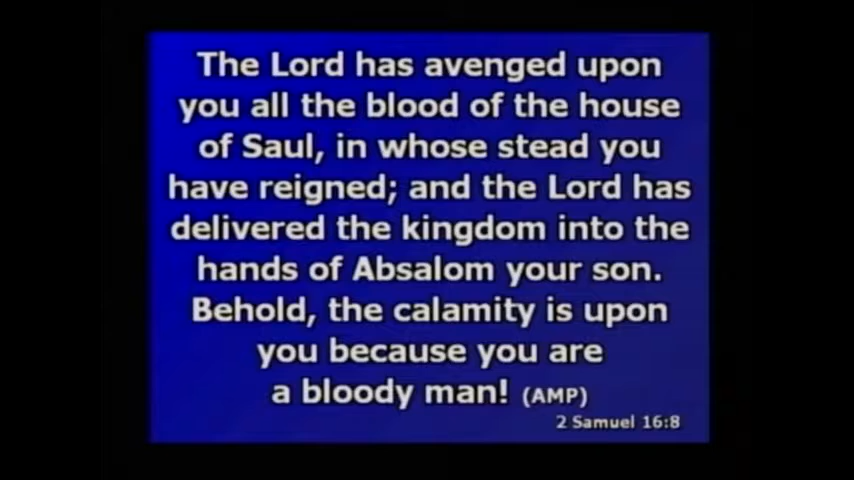 The Lord has avenged upon
you all the blood of the house
of Saul, in whose stead you
have reigned; and the Lord has
delivered the kingdom into the
hands of Absalom your son.
Behold, the calamity is upon
you because you are
a bloody man! (AMP)
2 Samuel 16:8